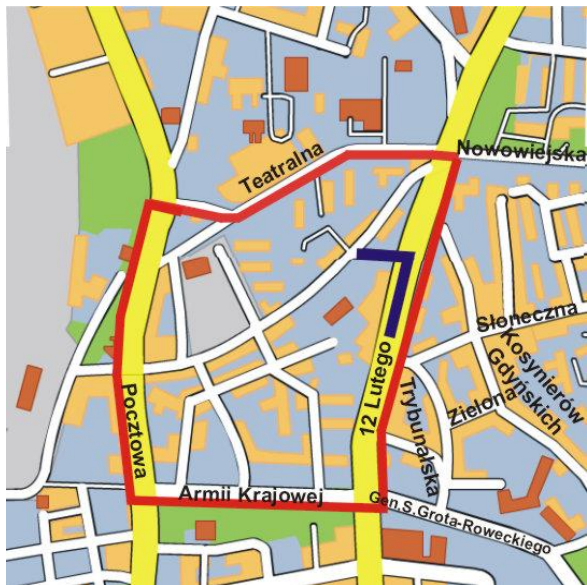 Nowowiejska
Teatralna
Słoneczna
Kosynierów
Gdyńskich
12 Lutego
Zielona
Trybunalska
Pocztowa
Armii Krajowej
Gen.S.Grota-Roweckiego